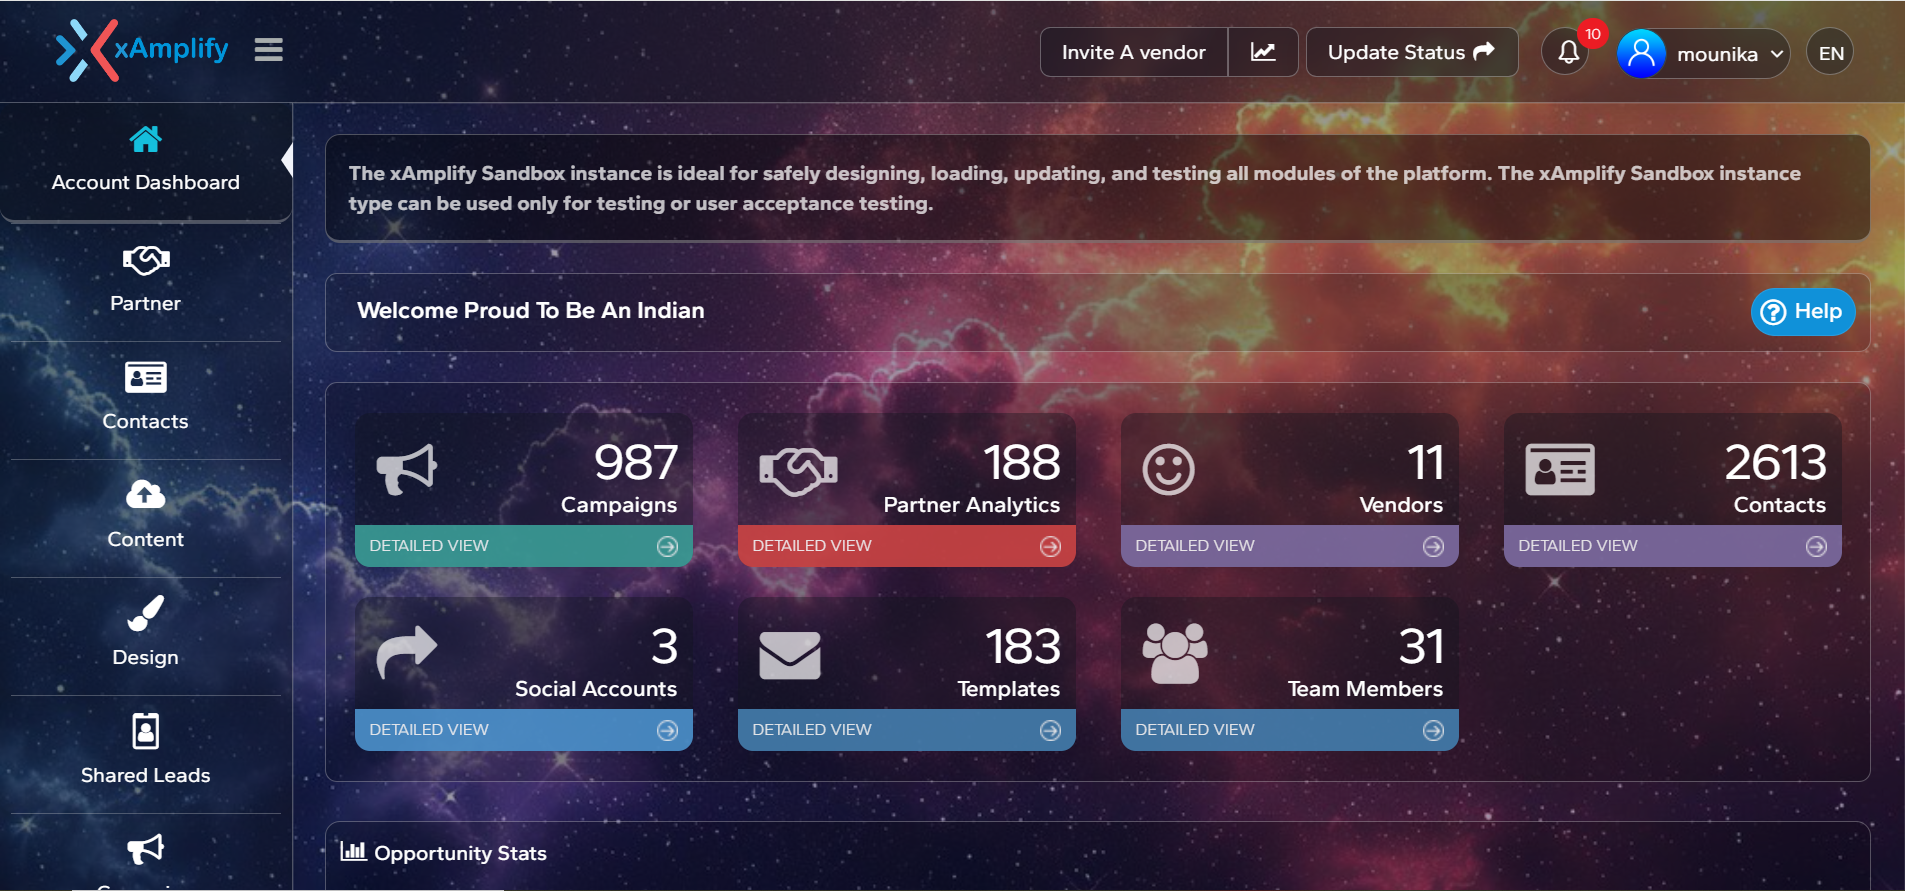 xAmplify
Invite A vendor
Update Status
10
mounika
EN
Account Dashboard
Partner
Contacts
Content
Design
Shared Leads
The xAmplify Sandbox instance is ideal for safely designing, loading, updating, and testing all modules of the platform. The xAmplify Sandbox instance
type can be used only for testing or user acceptance testing.
Welcome Proud To Be An Indian
Help
987
Campaigns
DETAILED VIEW
188
Partner Analytics
DETAILED VIEW
11
Vendors
DETAILED VIEW
2613
Contacts
DETAILED VIEW
3
Social Accounts
DETAILED VIEW
183
Templates
DETAILED VIEW
31
Team Members
DETAILED VIEW
Opportunity Stats